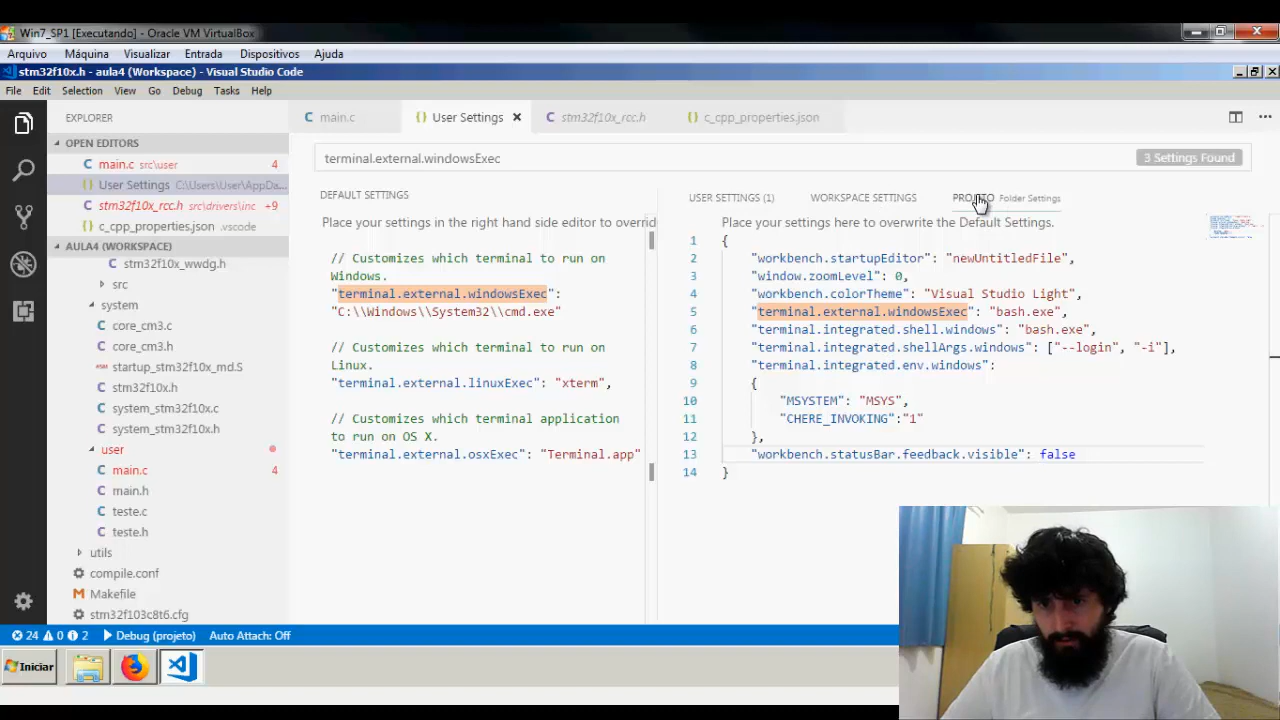 Win7_SP1 [Executando] - Oracle VM VirtualBox
Arquivo Máquina Visualizar Entrada Dispositivos Ajuda
stm32f10x.h - aula4 (Workspace) - Visual Studio Code
File Edit Selection View Go Debug Tasks Help
EXPLORER
OPEN EDITORS
main.c src\user 4
User Settings C:\Users\User\AppDa...
stm32f10x_rcc.h src\drivers\inc +9
c_cpp_properties.json .vscode
AULA4 (WORKSPACE)
stm32f10x_wwdg.h
src
system
core_cm3.c
core_cm3.h
startup_stm32f10x_md.S
stm32f10x.h
system_stm32f10x.c
system_stm32f10x.h
user
main.c 4
main.h
teste.c
teste.h
utils
compile.conf
Makefile
stm32f103c8t6.cfg
main.c User Settings stm32f10x_rcc.h c_cpp_properties.json
terminal.external.windowsExec 3 Settings Found
DEFAULT SETTINGS
Place your settings in the right hand side editor to overrid
// Customizes which terminal to run on
Windows.
"terminal.external.windowsExec":
"C:\\Windows\\System32\\cmd.exe"
// Customizes which terminal to run on
Linux.
"terminal.external.linuxExec": "xterm",
// Customizes which terminal application
to run on OS X.
"terminal.external.osxExec": "Terminal.app"
USER SETTINGS (1) WORKSPACE SETTINGS Folder Settings
Place your settings here to overwrite the Default Settings.
1 {
2 "workbench.startupEditor": "newUntitledFile",
3 "window.zoomLevel": 0,
4 "workbench.colorTheme": "Visual Studio Light",
5 "terminal.external.windowsExec": "bash.exe",
6 "terminal.integrated.shell.windows": "bash.exe",
7 "terminal.integrated.shellArgs.windows": ["--login", "-i"],
8 "terminal.integrated.env.windows":
9 {
10 "MSYSTEM": "MSYS",
11 "CHERE_INVOKING":"1"
12 },
13 "workbench.statusBar.feedback.visible": false
14 }
24 0 2 Debug (projeto) Auto Attach: Off
Iniciar